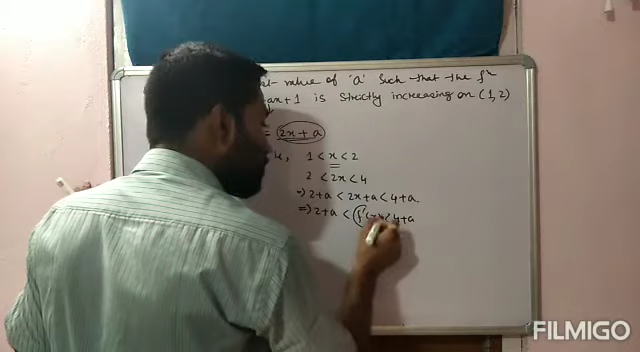 value of 'a' such that the fⁿ
ax+1 is strictly increasing on (1,2)
= 2x+a
1 < x < 2
2 < 2x < 4
⇒ 2+a < 2x+a < 4+a.
⇒ 2+a < f'(x) < 4+a
FILMIGO